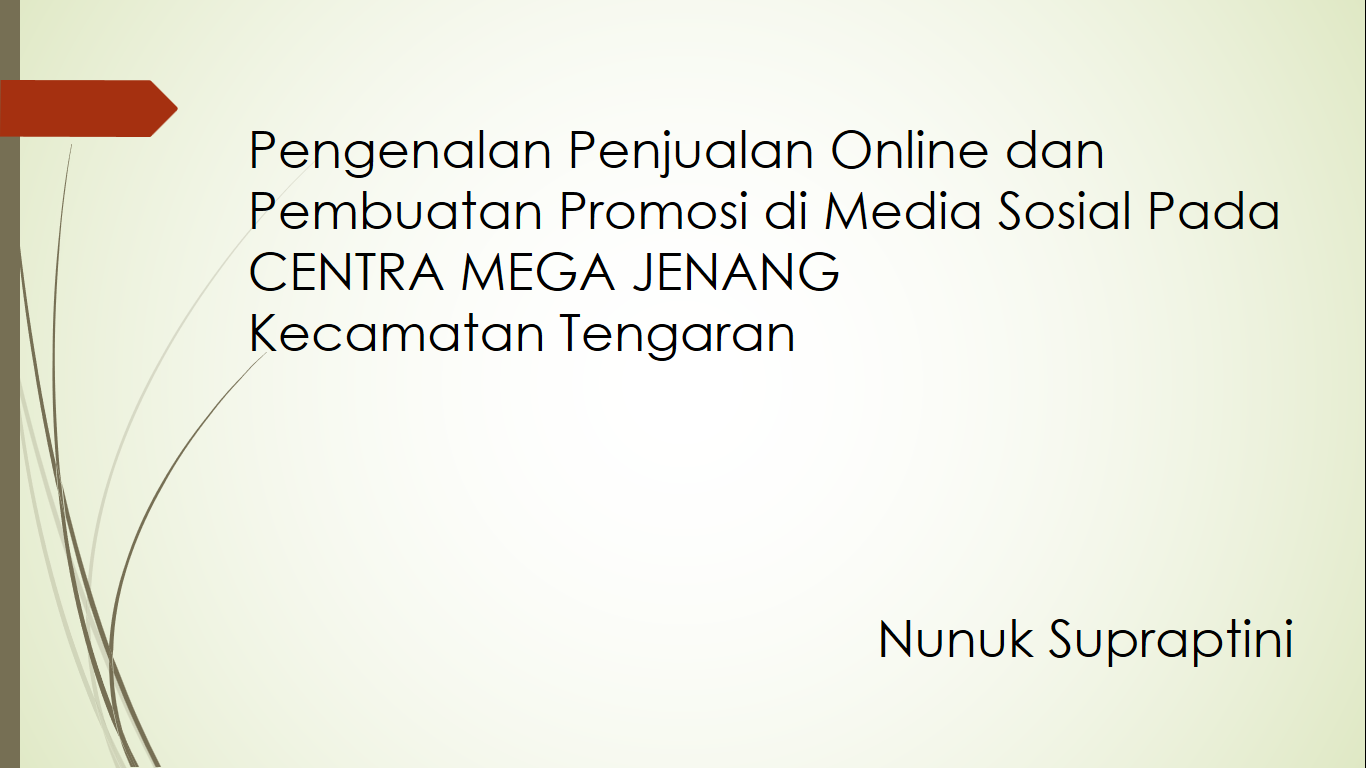 Pengenalan Penjualan Online dan
Pembuatan Promosi di Media Sosial Pada
CENTRA MEGA JENANG
Kecamatan Tengaran
Nunuk Supraptini